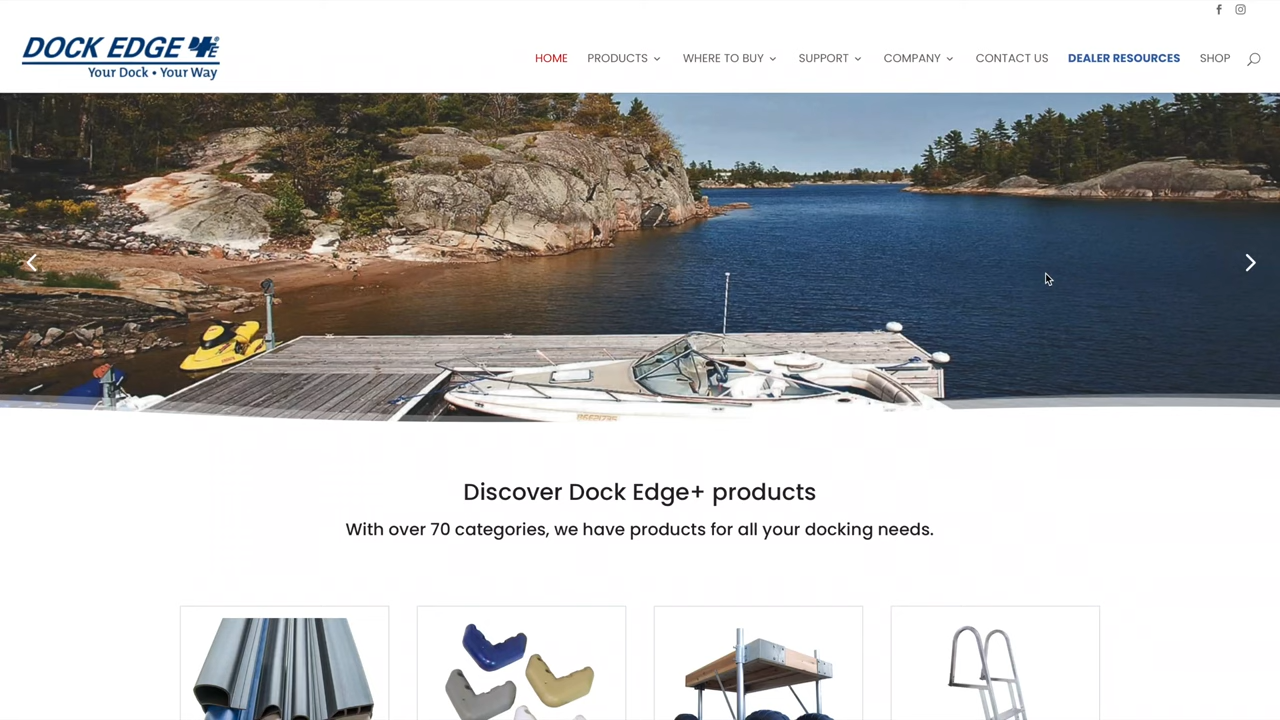 DOCK EDGE +E®
Your Dock • Your Way
HOME PRODUCTS WHERE TO BUY SUPPORT COMPANY CONTACT US DEALER RESOURCES SHOP
Discover Dock Edge+ products
With over 70 categories, we have products for all your docking needs.